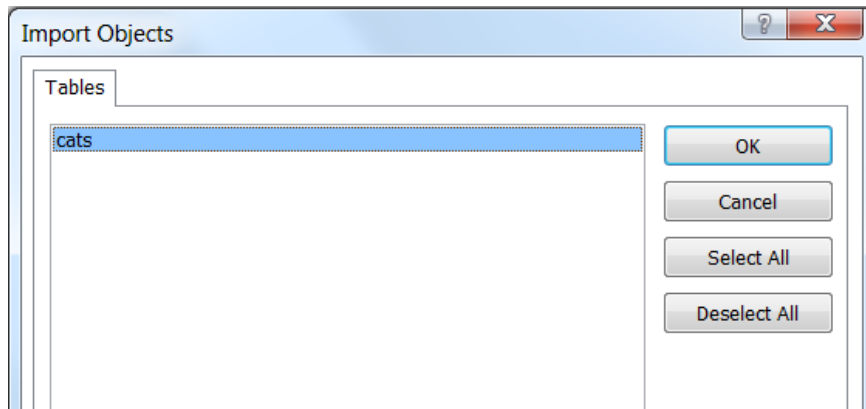 Import Objects
Tables
cats
OK
Cancel
Select All
Deselect All